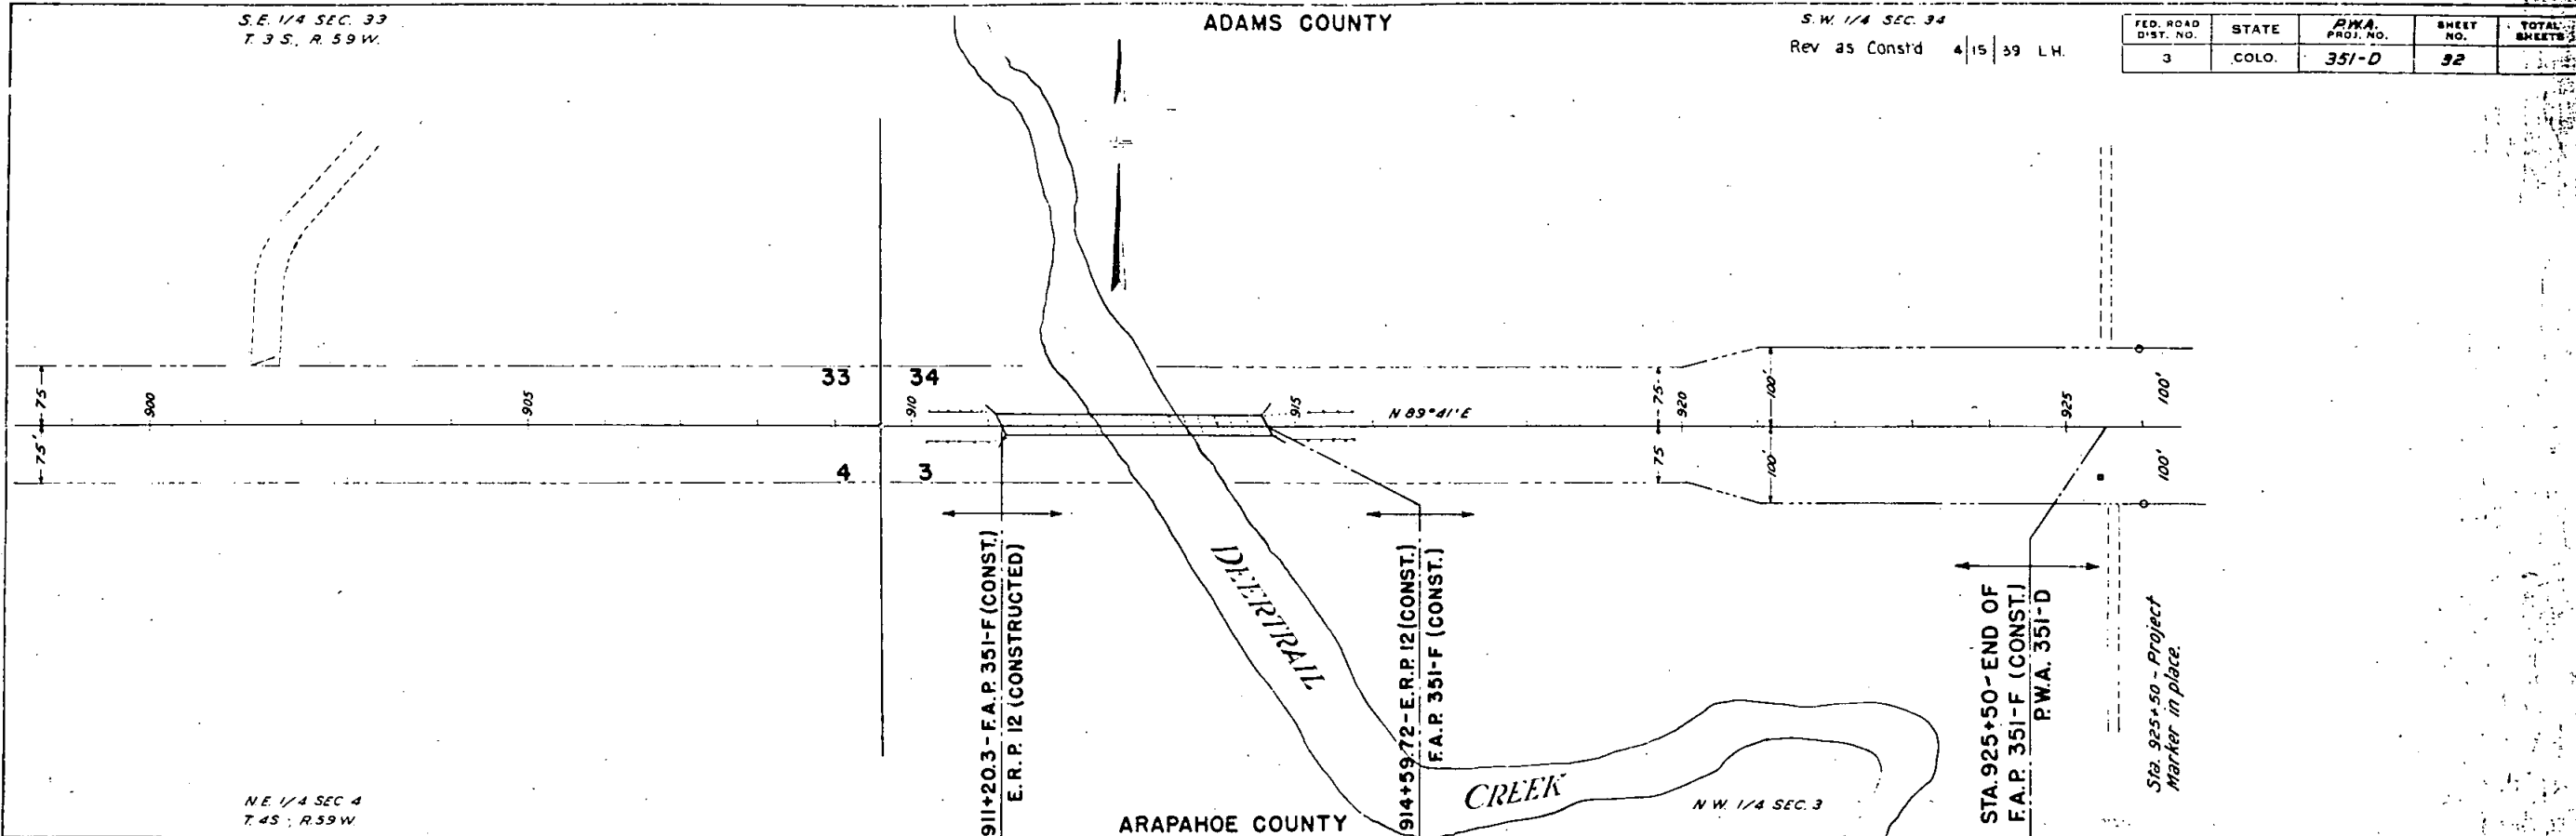 S.E. 1/4 SEC. 33
T. 3 S., R. 59 W.
ADAMS COUNTY
S.W. 1/4 SEC. 34
Rev as Const'd 4|15|39 L.H.
FED. ROAD DIST. NO.
STATE
P.W.A. PROJ. NO.
SHEET NO.
TOTAL SHEETS
3
COLO.
351-D
32
33
34
4
3
75
75'
900
905
910
915
N 89°41' E
75
75
920
100'
100'
925
100'
100'
911+20.3-F.A.P. 351-F (CONST.)
E.R.P. 12 (CONSTRUCTED)
DEERTRAIL
CREEK
914+59.72-E.R.P. 12 (CONST.)
F.A.P. 351-F (CONST.)
STA. 925+50-END OF
F.A.P. 351-F (CONST.)
P.W.A. 351-D
Sta. 925+50-Project
Marker in place.
N.E. 1/4 SEC 4
T. 4S ; R.59 W.
ARAPAHOE COUNTY
N.W. 1/4 SEC. 3